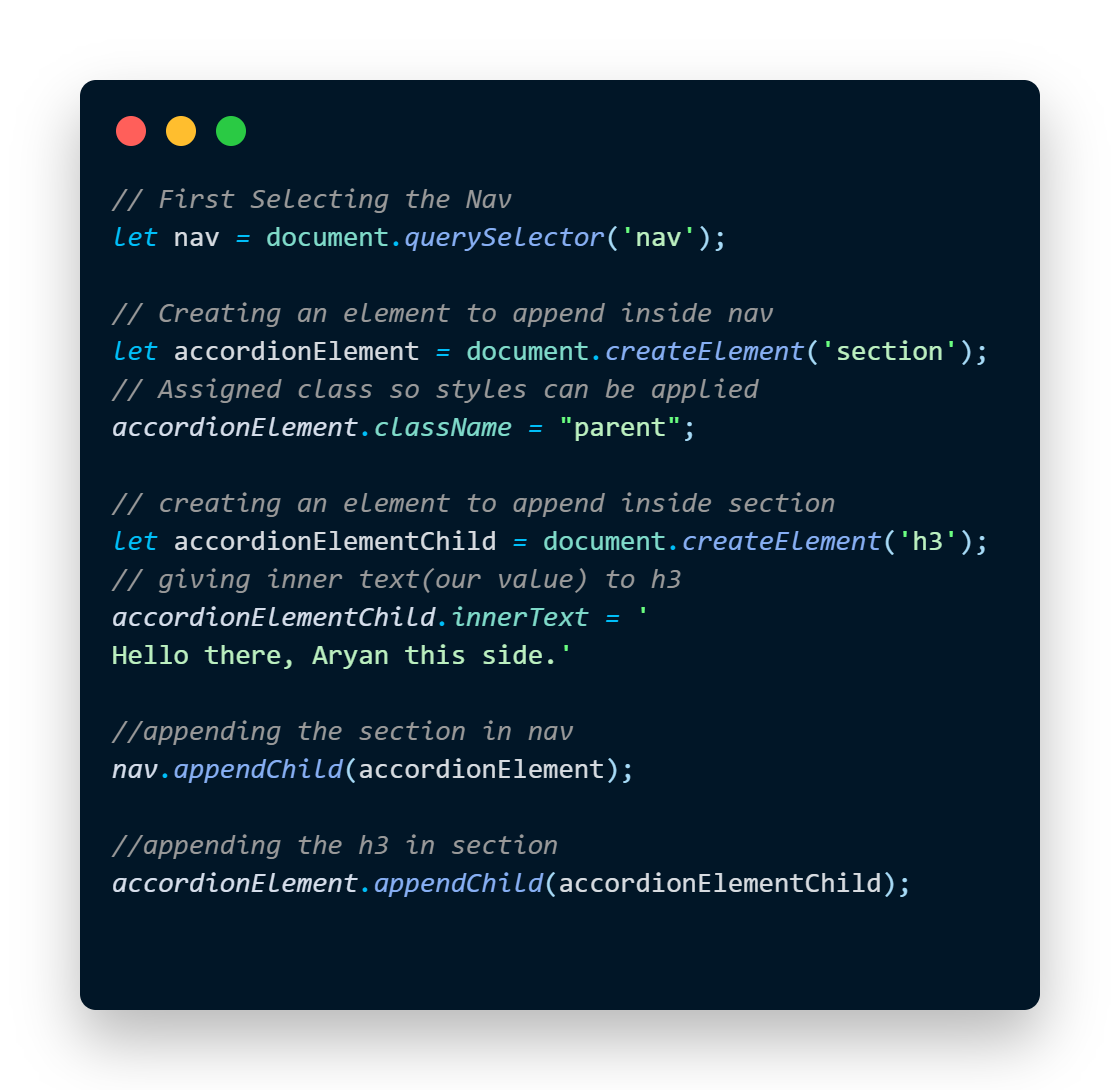 // First Selecting the Nav
let nav = document.querySelector('nav');
// Creating an element to append inside nav
let accordionElement = document.createElement('section');
// Assigned class so styles can be applied
accordionElement.className = "parent";
// creating an element to append inside section
let accordionElementChild = document.createElement('h3');
// giving inner text(our value) to h3
accordionElementChild.innerText = '
Hello there, Aryan this side.'
//appending the section in nav
nav.appendChild(accordionElement);
//appending the h3 in section
accordionElement.appendChild(accordionElementChild);